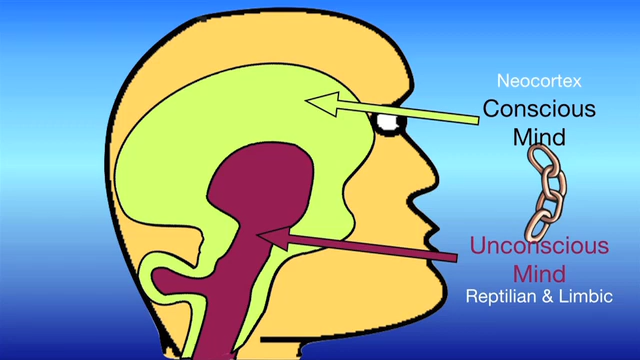 Neocortex
Conscious
Mind
Unconscious
Mind
Reptilian & Limbic